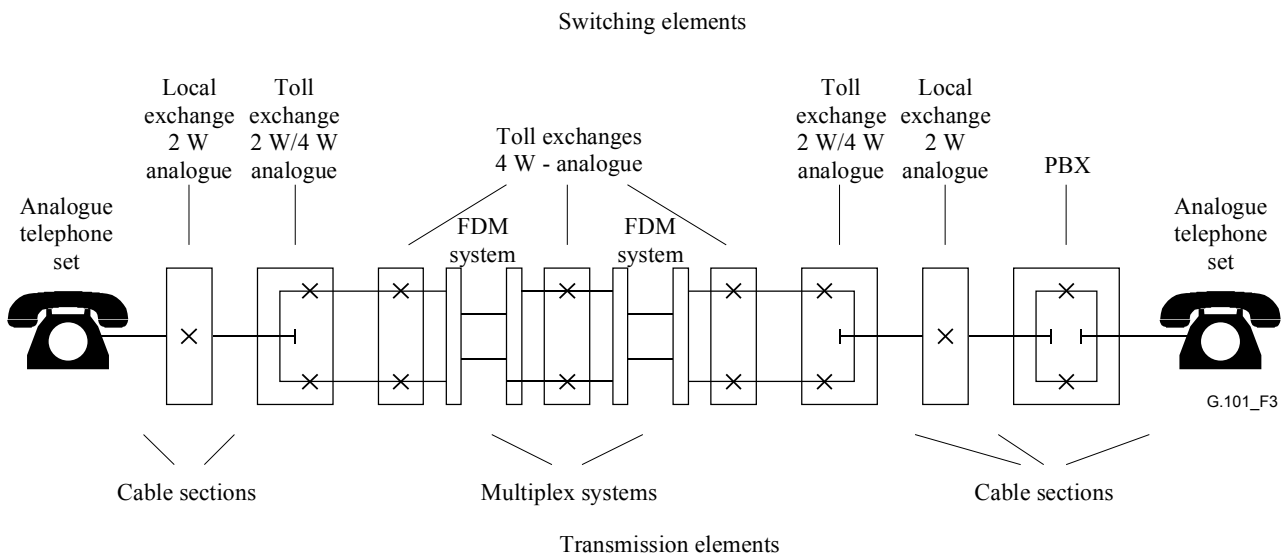 Switching elements
Local
exchange
2 W
analogue
Toll
exchange
2 W/4 W
analogue
Toll exchanges
4 W - analogue
Toll
exchange
2 W/4 W
analogue
Local
exchange
2 W
analogue
PBX
Analogue
telephone
set
FDM
system
FDM
system
Analogue
telephone
set
G.101_F3
Cable sections
Multiplex systems
Cable sections
Transmission elements